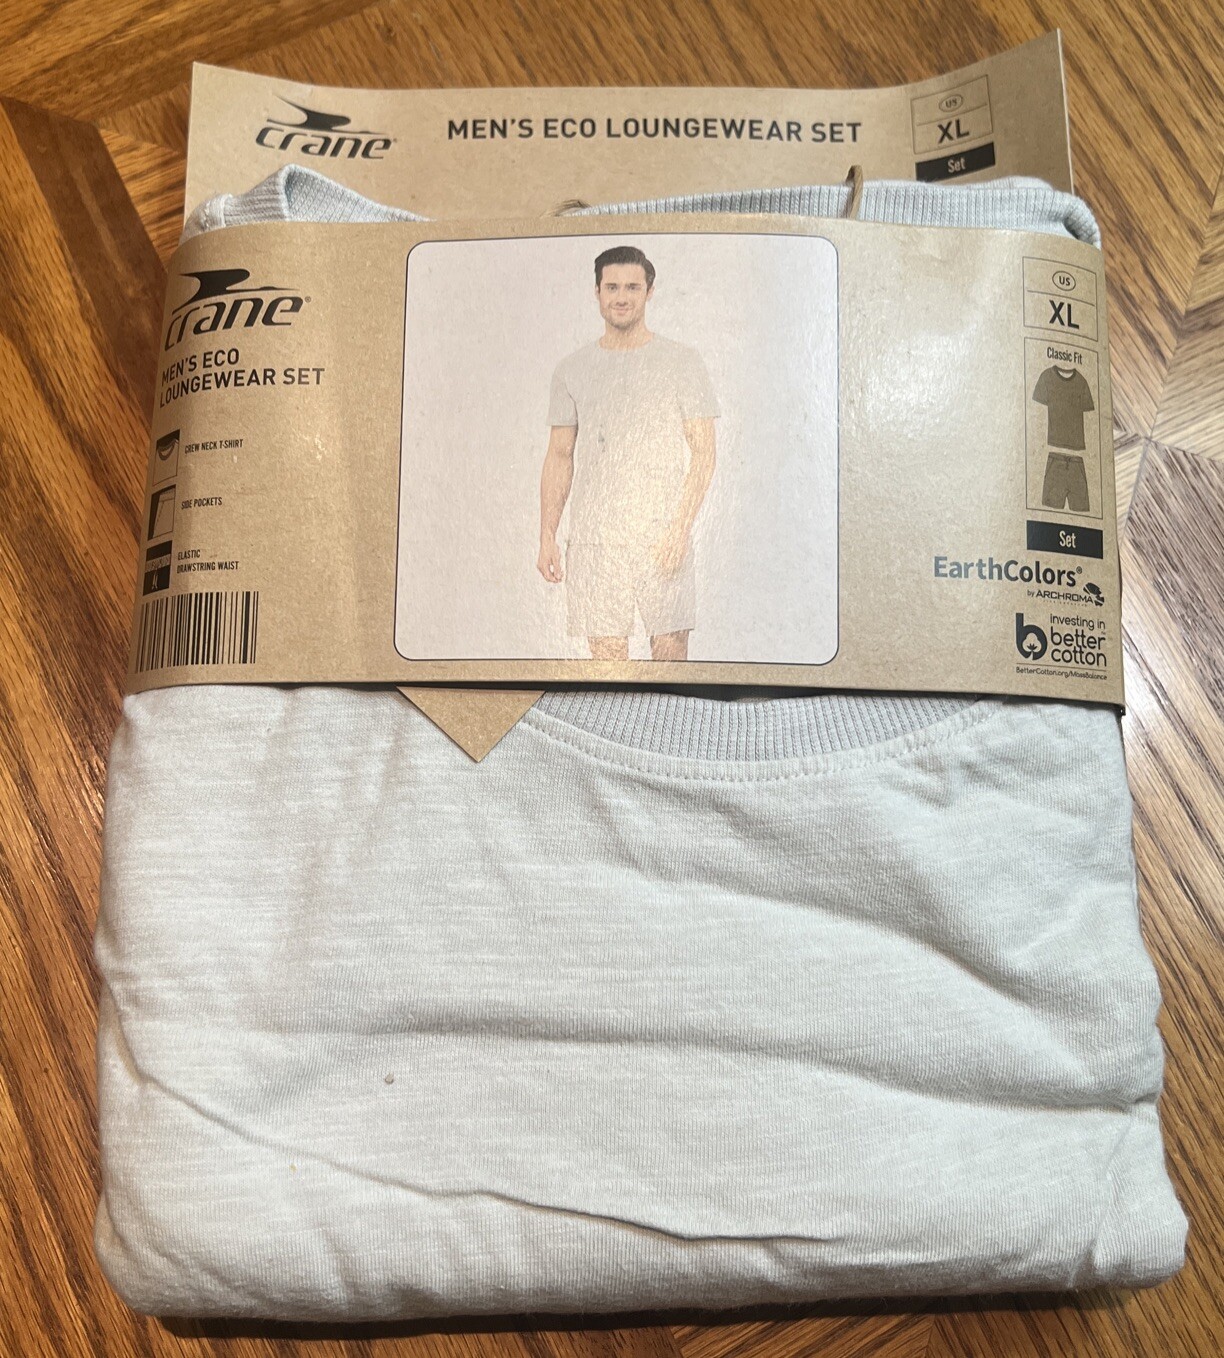 crane®
MEN'S ECO LOUNGEWEAR SET
US
XL
Set
crane®
MEN'S ECO
LOUNGEWEAR SET
CREW NECK T-SHIRT
SIDE POCKETS
ELASTIC
DRAWSTRING WAIST
US
XL
Classic Fit
Set
EarthColors®
by ARCHROMA
investing in
better
cotton
BetterCotton.org/MassBalance